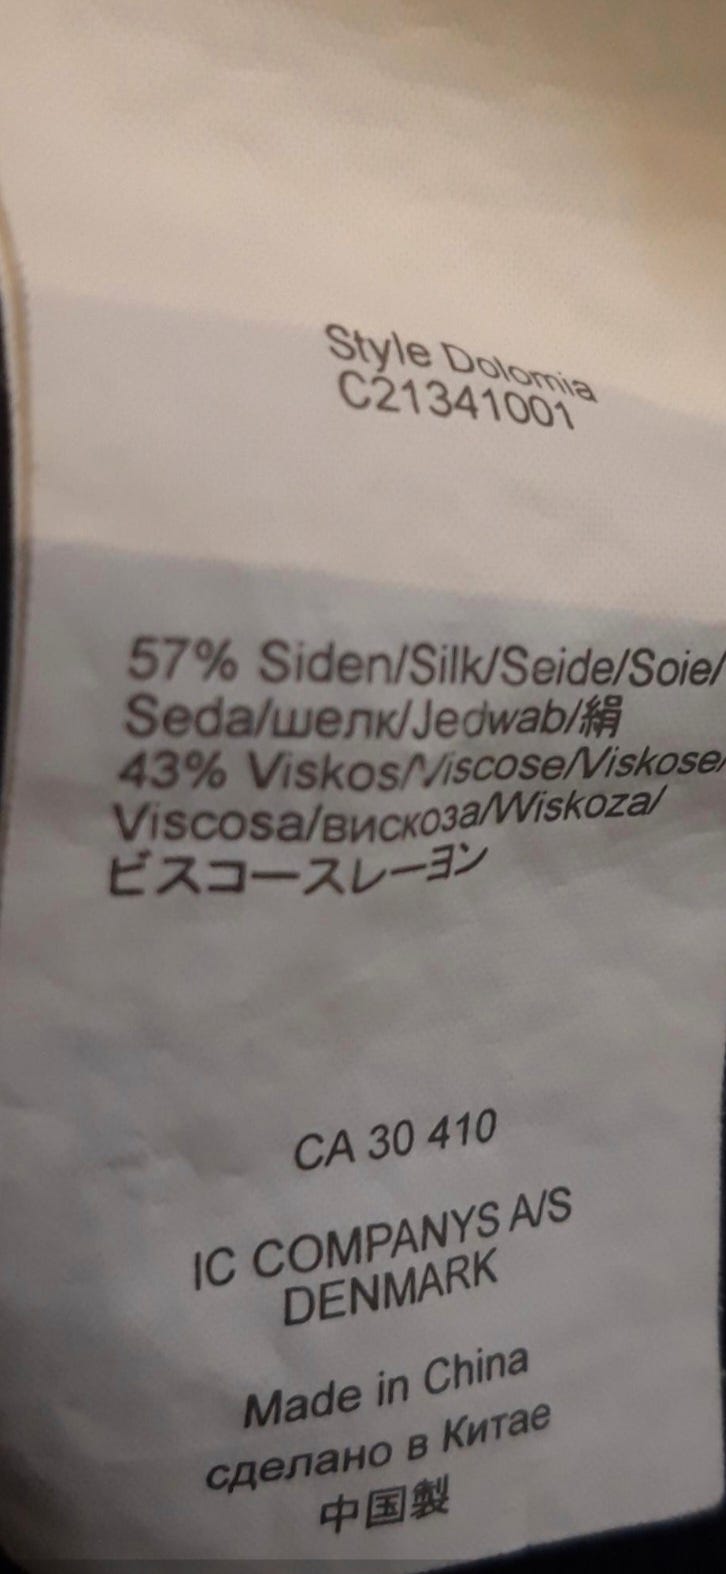 Style Dolomia
C21341001
57% Siden/Silk/Seide/Soie/
Seda/шелк/Jedwab/絹
43% Viskos/Viscose/Viskose/
Viscosa/вискоза/Wiskoza/
ビスコースレーヨン
CA 30 410
IC COMPANYS A/S
DENMARK
Made in China
сделано в Китае
中国製